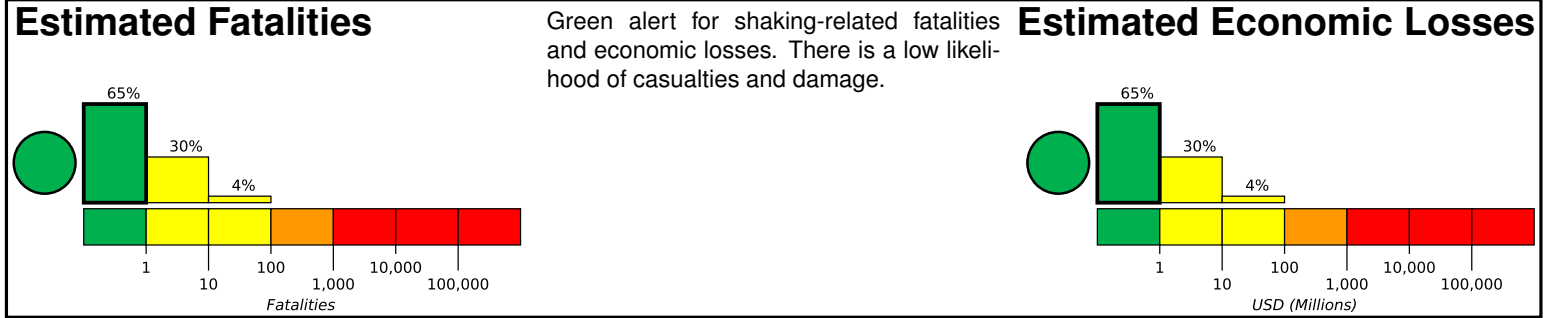 Estimated Fatalities
65%
30%
4%
1
10
100
1,000
10,000
100,000
Fatalities
Green alert for shaking-related fatalities
and economic losses. There is a low likeli-
hood of casualties and damage.
Estimated Economic Losses
65%
30%
4%
1
10
100
1,000
10,000
100,000
USD (Millions)